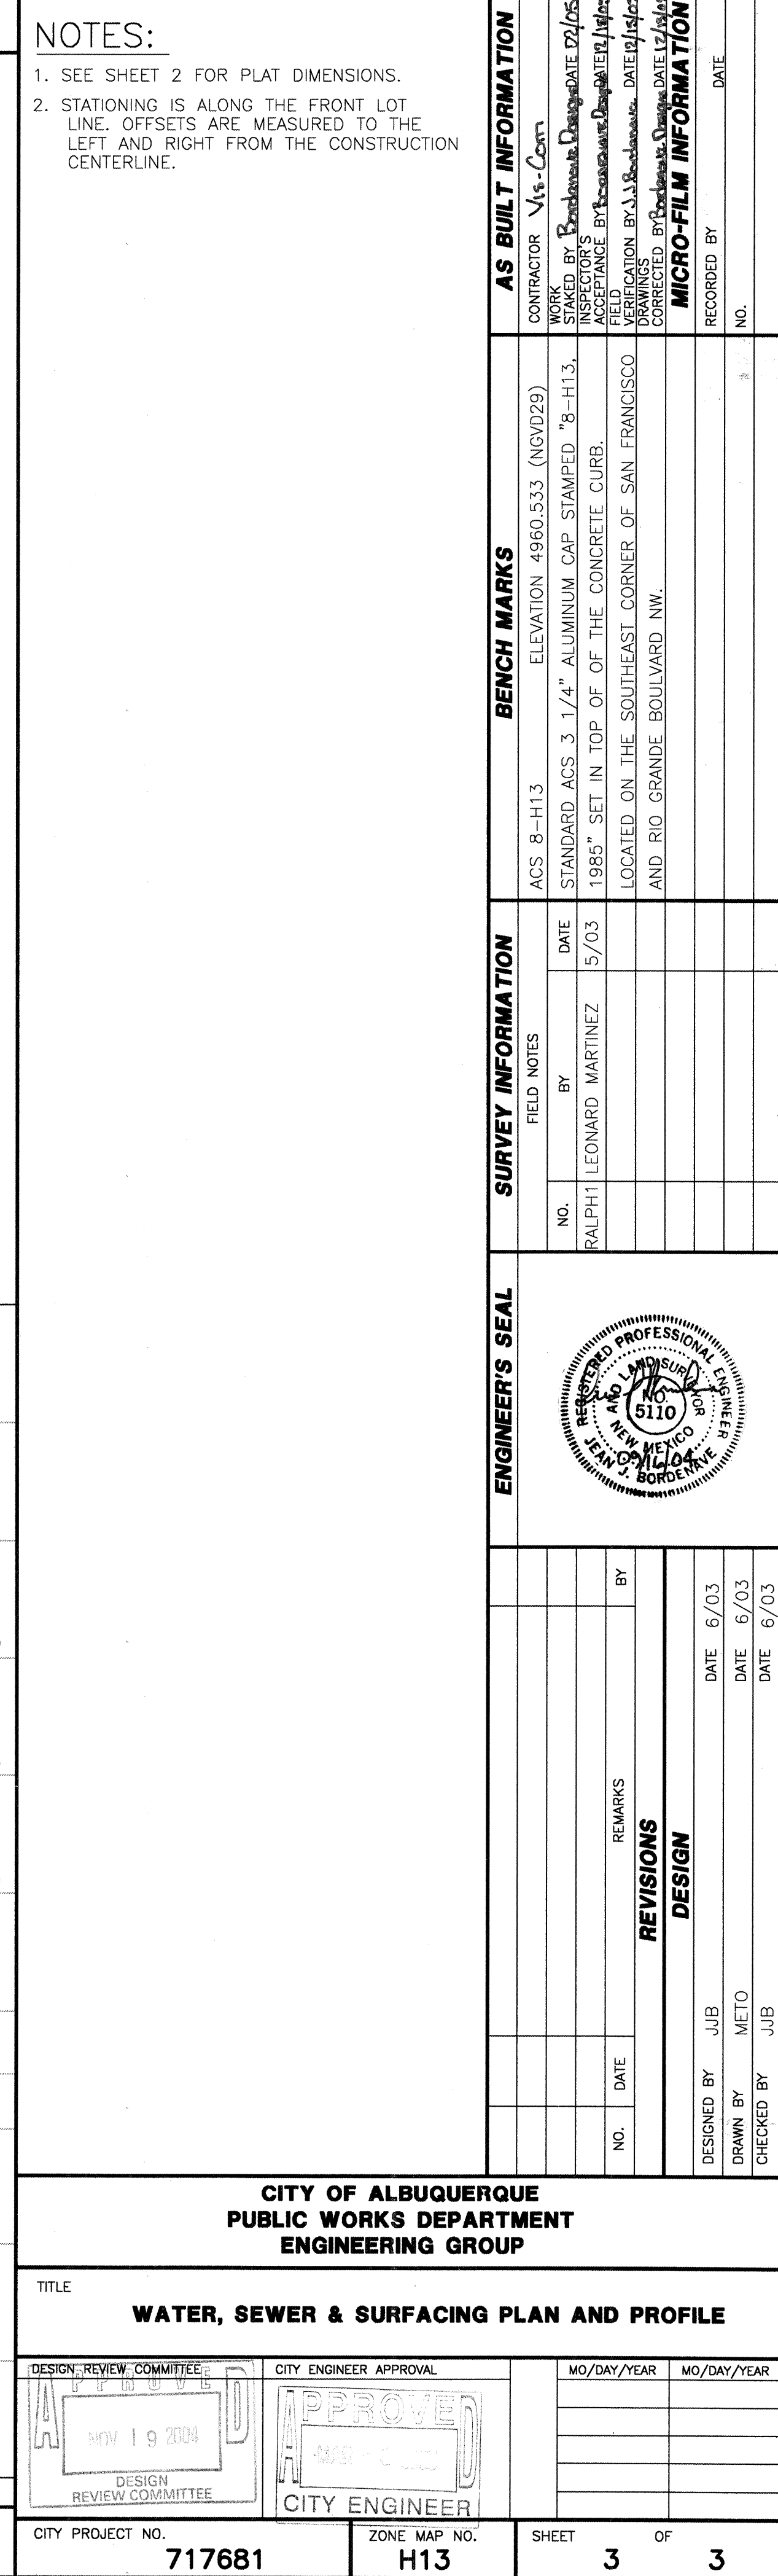 NOTES:
1. SEE SHEET 2 FOR PLAT DIMENSIONS.
2. STATIONING IS ALONG THE FRONT LOT
LINE. OFFSETS ARE MEASURED TO THE
LEFT AND RIGHT FROM THE CONSTRUCTION
CENTERLINE.
AS BUILT INFORMATION
CONTRACTOR Vis-Com
WORK
STAKED BY Bordenave Designs DATE 02/05
INSPECTOR'S
ACCEPTANCE BY DATE
FIELD
VERIFICATION BY J.J. Bordenave DATE
DRAWINGS
CORRECTED BY Bordenave Designs DATE
MICRO-FILM INFORMATION
RECORDED BY DATE
NO.
BENCH MARKS
ACS 8-H13 ELEVATION 4960.533 (NGVD29)
STANDARD ACS 3 1/4" ALUMINUM CAP STAMPED "8-H13,
1985" SET IN TOP OF OF THE CONCRETE CURB.
LOCATED ON THE SOUTHEAST CORNER OF SAN FRANCISCO
AND RIO GRANDE BOULVARD NW.
SURVEY INFORMATION
FIELD NOTES
NO. BY DATE
RALPH1 LEONARD MARTINEZ 5/03
ENGINEER'S SEAL
REGISTERED PROFESSIONAL ENGINEER
AND LAND SURVEYOR
NO.
5110
NEW MEXICO
09/16/04
JEAN J. BORDENAVE
NO. DATE REMARKS BY
REVISIONS
DESIGN
DESIGNED BY JJB DATE 6/03
DRAWN BY METO DATE 6/03
CHECKED BY JJB DATE 6/03
CITY OF ALBUQUERQUE
PUBLIC WORKS DEPARTMENT
ENGINEERING GROUP
TITLE
WATER, SEWER & SURFACING PLAN AND PROFILE
DESIGN REVIEW COMMITTEE
APPROVED
NOV 19 2004
DESIGN
REVIEW COMMITTEE
CITY ENGINEER APPROVAL
APPROVED
CITY ENGINEER
MO/DAY/YEAR MO/DAY/YEAR
CITY PROJECT NO.
717681
ZONE MAP NO.
H13
SHEET OF
3 3